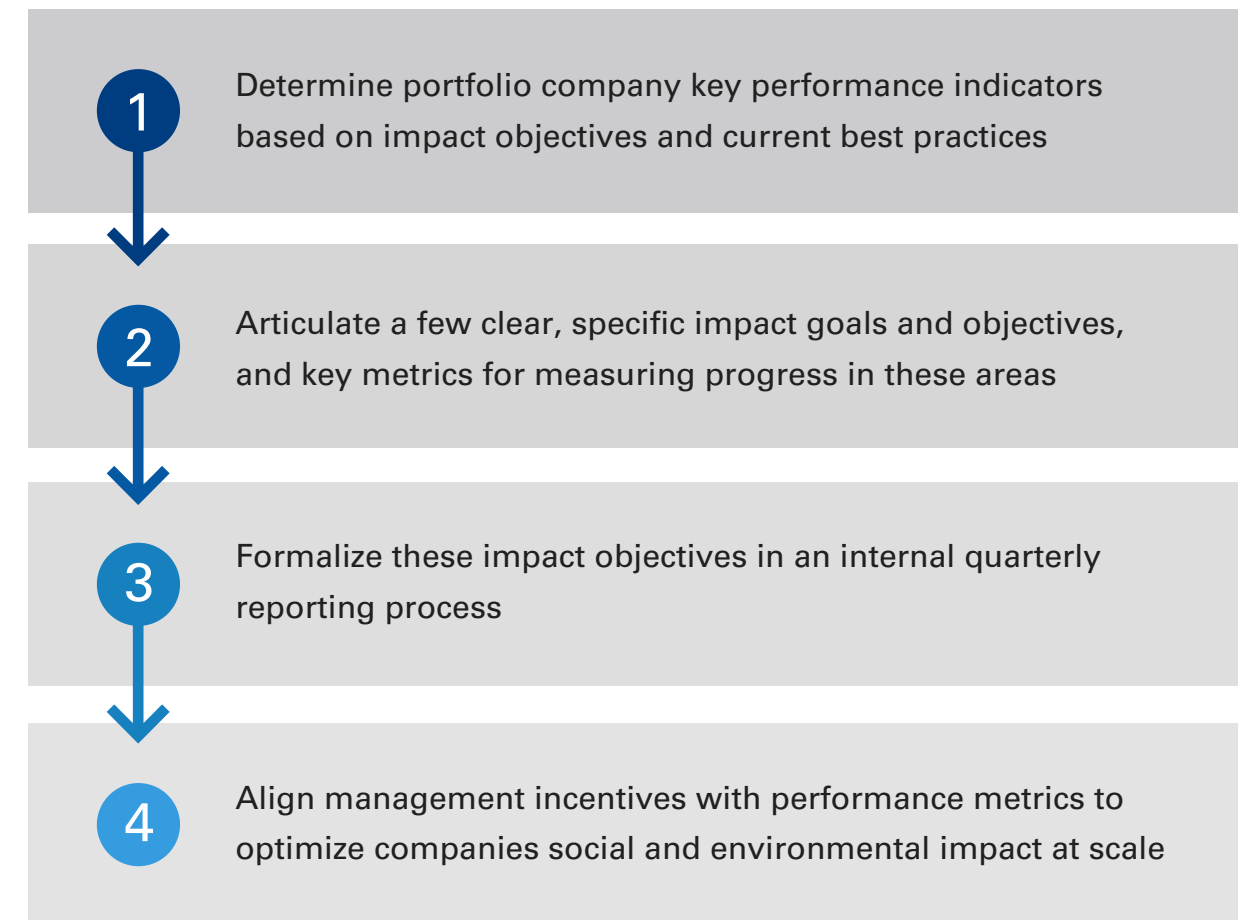 1
Determine portfolio company key performance indicators
based on impact objectives and current best practices
2
Articulate a few clear, specific impact goals and objectives,
and key metrics for measuring progress in these areas
3
Formalize these impact objectives in an internal quarterly
reporting process
4
Align management incentives with performance metrics to
optimize companies social and environmental impact at scale